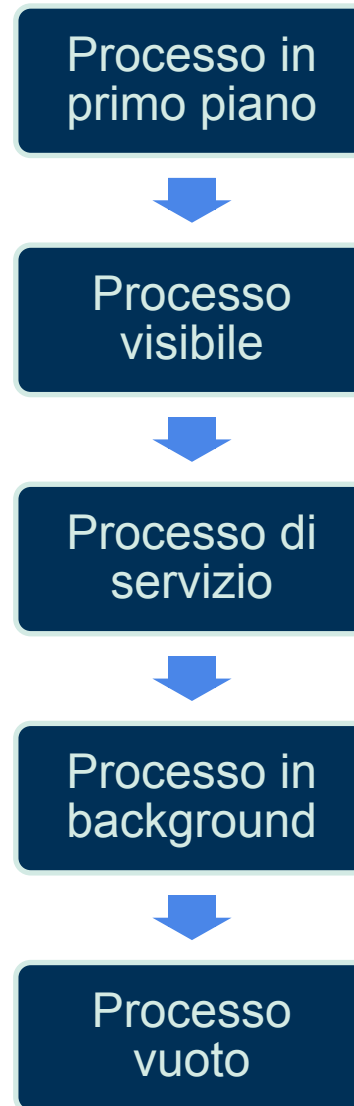 Processo in
primo piano
Processo
visibile
Processo di
servizio
Processo in
background
Processo
vuoto